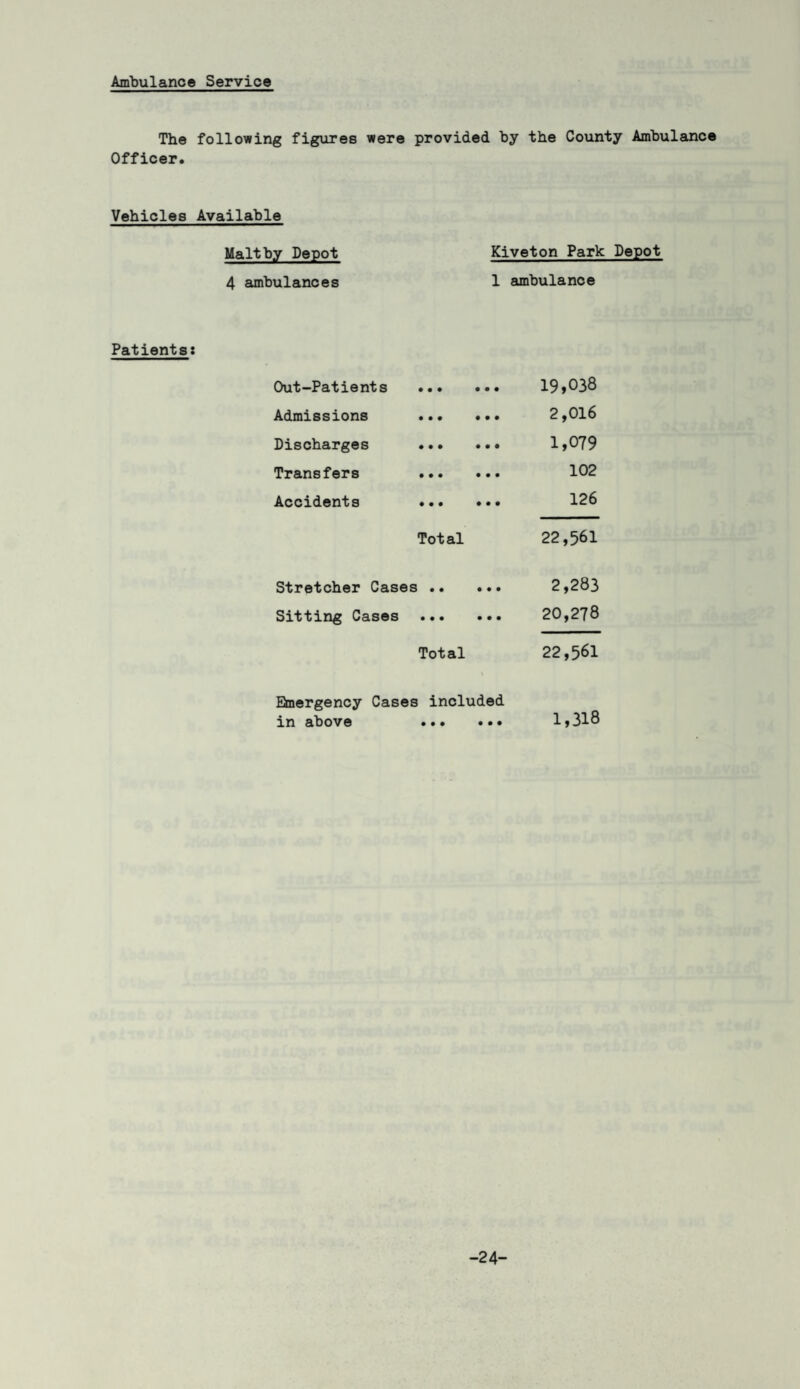 Ambulance Service
The following figures were provided by the County Ambulance
Officer.
Vehicles Available
Maltby Depot Kiveton Park Depot
4 ambulances 1 ambulance
Patients:
Out-Patients ... ... 19,038
Admissions ... ... 2,016
Discharges ... ... 1,079
Transfers ... ... 102
Accidents ... ... 126
Total 22,561
Stretcher Cases .. ... 2,283
Sitting Cases ... ... 20,278
Total 22,561
Emergency Cases included
in above ... ... 1,318
-24-